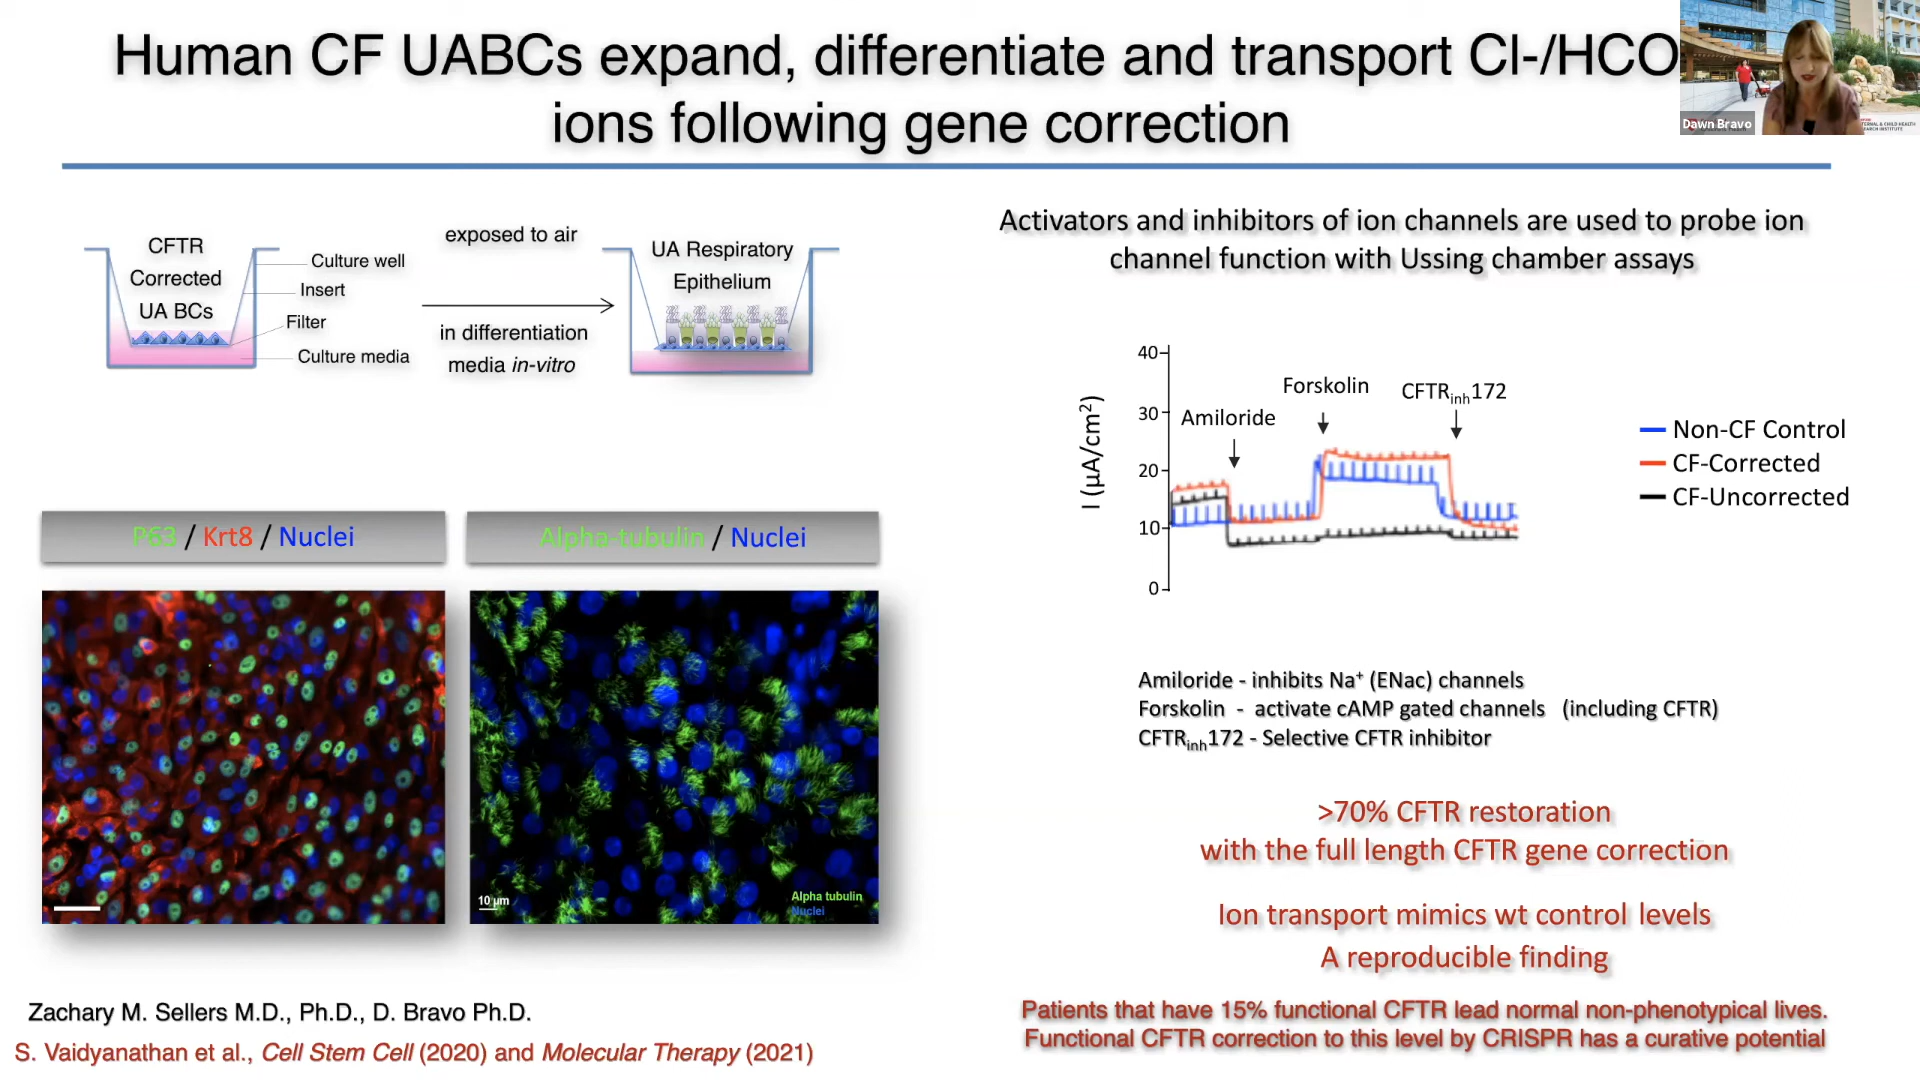 Human CF UABCs expand, differentiate and transport Cl-/HCO
ions following gene correction
Dawn Bravo
CFTR
Corrected
UA BCs
Culture well
Insert
Filter
Culture media
exposed to air
in differentiation
media in-vitro
UA Respiratory
Epithelium
P63 / Krt8 / Nuclei
Alpha-tubulin / Nuclei
10 µm
Alpha tubulin
Nuclei
Zachary M. Sellers M.D., Ph.D., D. Bravo Ph.D.
S. Vaidyanathan et al., Cell Stem Cell (2020) and Molecular Therapy (2021)
Activators and inhibitors of ion channels are used to probe ion
channel function with Ussing chamber assays
I (µA/cm²)
40
30
20
10
0
Amiloride
Forskolin
CFTRinh172
Non-CF Control
CF-Corrected
CF-Uncorrected
Amiloride - inhibits Na⁺ (ENac) channels
Forskolin - activate cAMP gated channels (including CFTR)
CFTRinh172 - Selective CFTR inhibitor
>70% CFTR restoration
with the full length CFTR gene correction
Ion transport mimics wt control levels
A reproducible finding
Patients that have 15% functional CFTR lead normal non-phenotypical lives.
Functional CFTR correction to this level by CRISPR has a curative potential